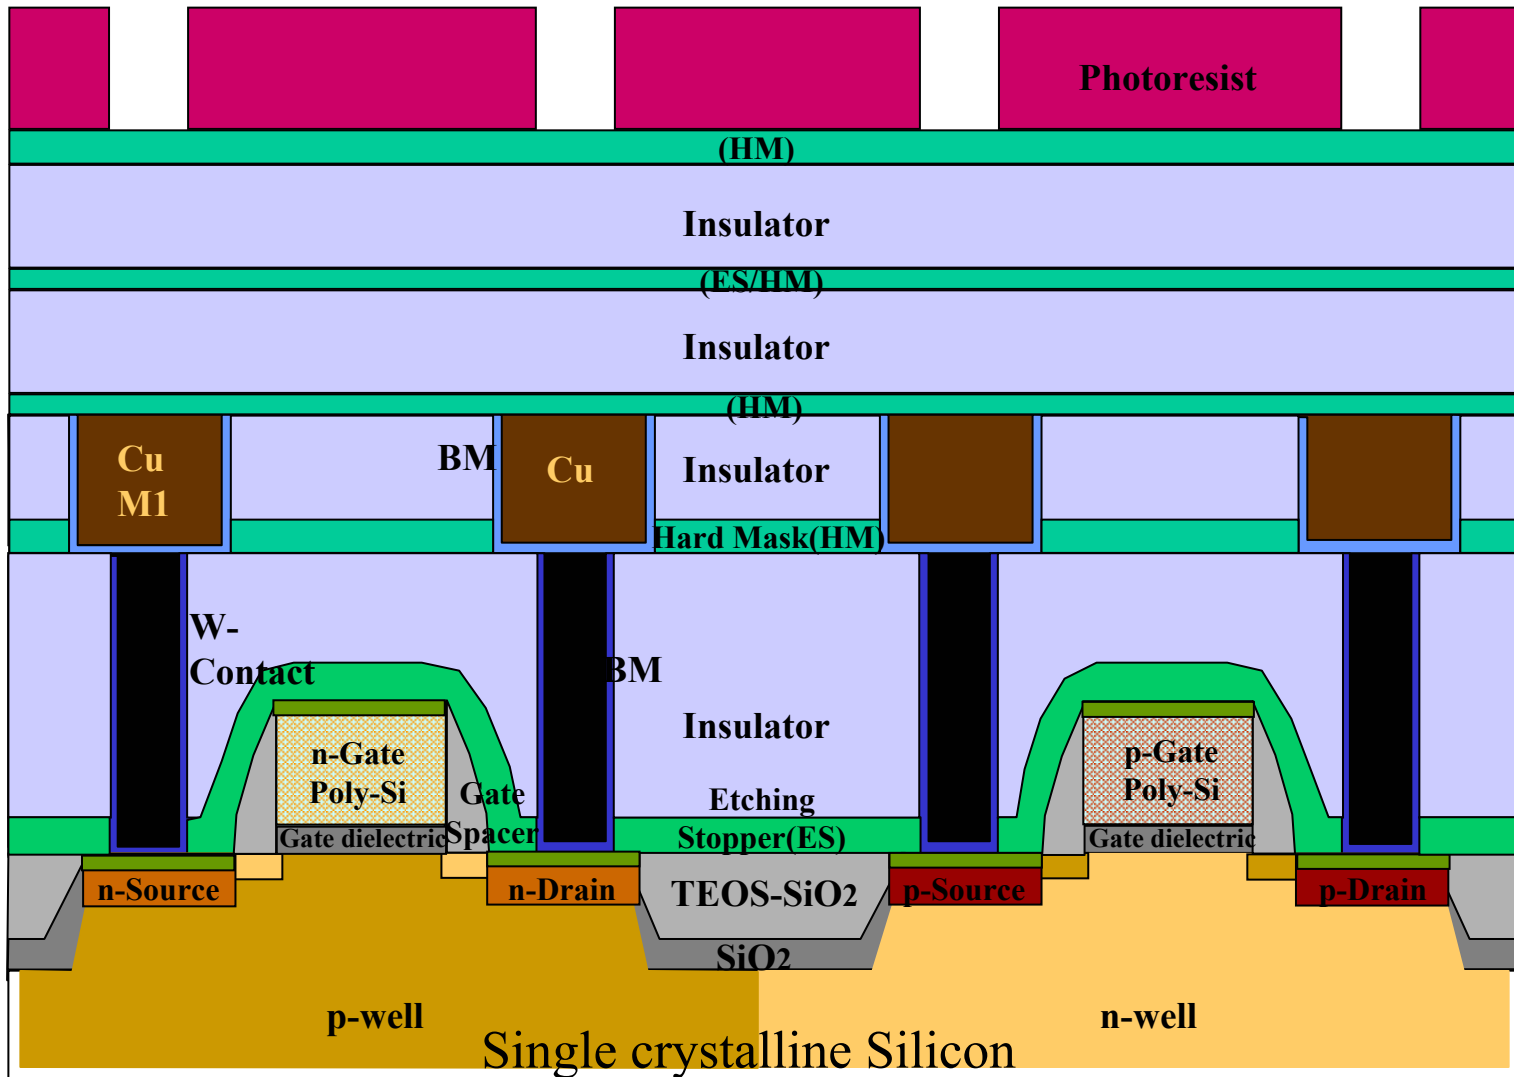 Photoresist
(HM)
Insulator
(ES/HM)
Insulator
(HM)
Cu
M1
BM
Cu
Insulator
Hard Mask(HM)
W-
Contact
BM
Insulator
n-Gate
Poly-Si
p-Gate
Poly-Si
Gate
Spacer
Etching
Stopper(ES)
Gate dielectric
Gate dielectric
n-Source
n-Drain
TEOS-SiO2
p-Source
p-Drain
SiO2
p-well
n-well
Single crystalline Silicon